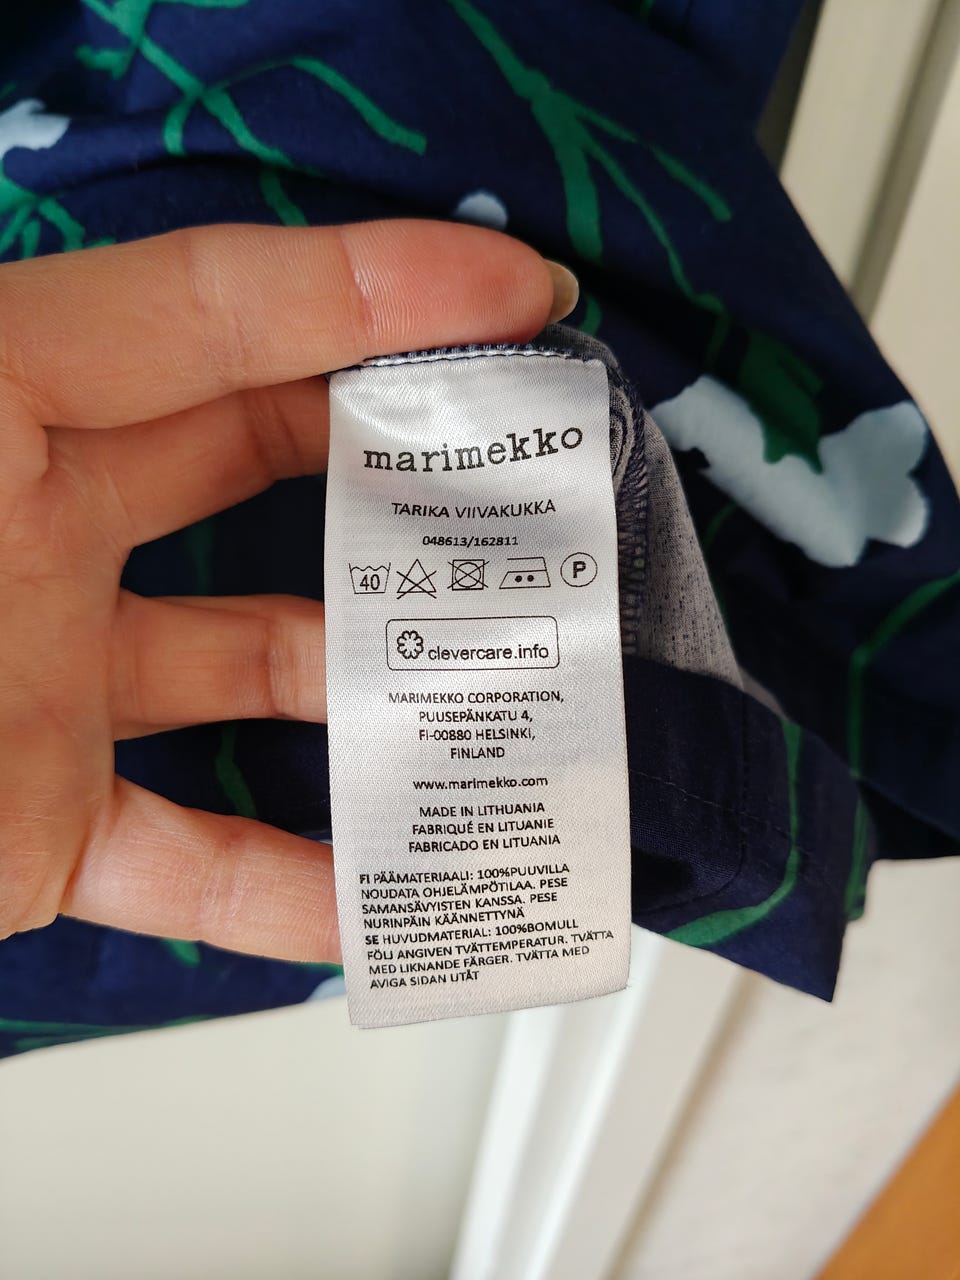 marimekko
TARIKA VIIVAKUKKA
048613/162811
40 P
clevercare.info
MARIMEKKO CORPORATION,
PUUSEPÄNKATU 4,
FI-00880 HELSINKI,
FINLAND
www.marimekko.com
MADE IN LITHUANIA
FABRIQUÉ EN LITUANIE
FABRICADO EN LITUANIA
FI PÄÄMATERIAALI: 100%PUUVILLA
NOUDATA OHJELÄMPÖTILAA. PESE
SAMANSÄVYISTEN KANSSA. PESE
NURINPÄIN KÄÄNNETTYNÄ
SE HUVUDMATERIAL: 100%BOMULL
FÖLJ ANGIVEN TVÄTTEMPERATUR. TVÄTTA
MED LIKNANDE FÄRGER. TVÄTTA MED
AVIGA SIDAN UTÅT